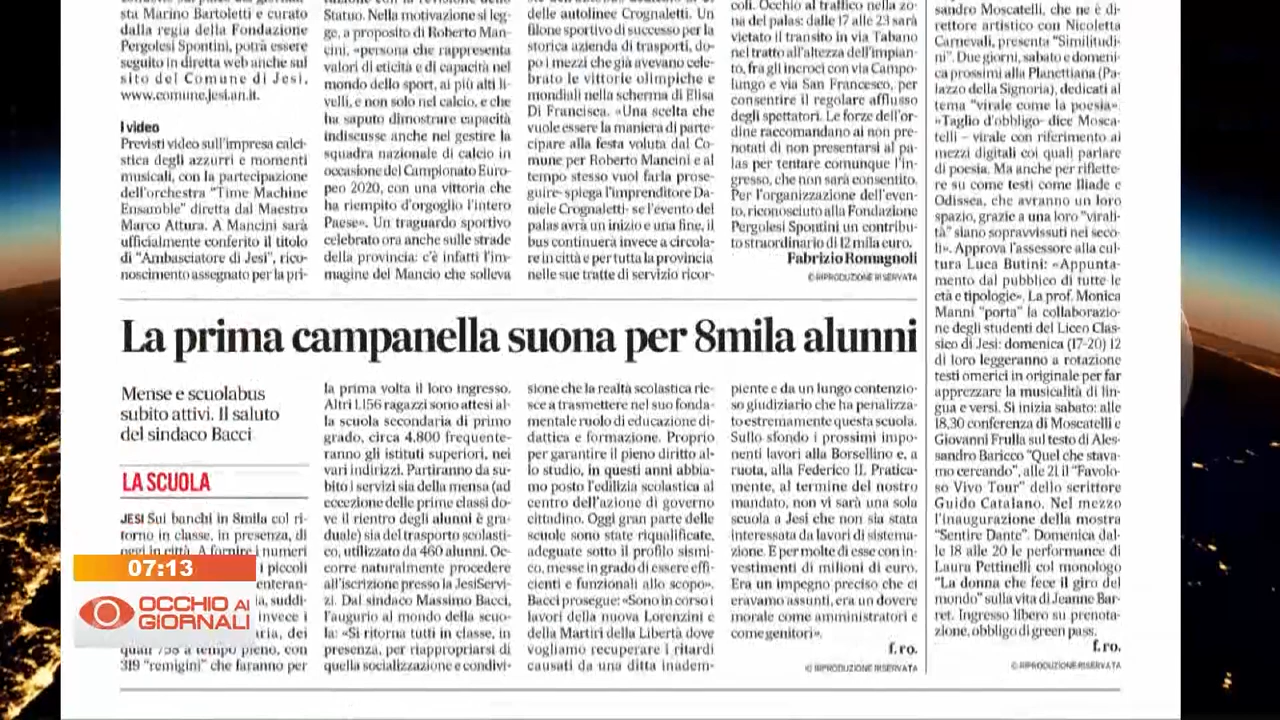 sta Marino Bartoletti e curato
dalla regia della Fondazione
Pergolesi Spontini, potrà essere
seguito in diretta web anche sul
sito del Comune di Jesi,
www.comune.jesi.an.it.
I video
Previsti video sull'impresa calci-
stica degli azzurri e momenti
musicali, con la partecipazione
dell'orchestra "Time Machine
Ensamble" diretta dal Maestro
Marco Attura. A Mancini sarà
ufficialmente conferito il titolo
di "Ambasciatore di Jesi", rico-
noscimento assegnato per la pri-
Statuo. Nella motivazione si leg-
ge, a proposito di Roberto Man-
cini, «persona che rappresenta
valori di eticità e di capacità nel
mondo dello sport, ai più alti li-
velli, e non solo nel calcio, e che
ha saputo dimostrare capacità
indiscusse anche nel gestire la
squadra nazionale di calcio in
occasione del Campionato Euro-
peo 2020, con una vittoria che
ha riempito d'orgoglio l'intero
Paese». Un traguardo sportivo
celebrato ora anche sulle strade
della provincia: c'è infatti l'im-
magine del Mancio che solleva
delle autolinee Crognaletti. Un
filone sportivo di successo per la
storica azienda di trasporti, do-
po i mezzi che già avevano cele-
brato le vittorie olimpiche e
mondiali nella scherma di Elisa
Di Francisca. «Una scelta che
vuole essere la maniera di parte-
cipare alla festa voluta dal Co-
mune per Roberto Mancini e al
tempo stesso vuol farla prose-
guire- spiega l'imprenditore Da-
niele Crognaletti- se l'evento del
palas avrà un inizio e una fine, il
bus continuerà invece a circola-
re in città e per tutta la provincia
nelle sue tratte di servizio ricor-
coli. Occhio al traffico nella zo-
na del palas: dalle 17 alle 23 sarà
vietato il transito in via Tabano
nel tratto all'altezza dell'impian-
to, fra gli incroci con via Campo-
lungo e via San Francesco, per
consentire il regolare afflusso
degli spettatori. Le forze dell'or-
dine raccomandano ai non pre-
notati di non presentarsi al pa-
las per tentare comunque l'in-
gresso, che non sarà consentito.
Per l'organizzazione dell'even-
to, riconosciuto alla Fondazione
Pergolesi Spontini un contribu-
to straordinario di 12 mila euro.
Fabrizio Romagnoli
© RIPRODUZIONE RISERVATA
sandro Moscatelli, che ne è di-
rettore artistico con Nicoletta
Carnevali, presenta "Similitudi-
ni". Due giorni, sabato e domeni-
ca prossimi alla Planettiana (Pa-
lazzo della Signoria), dedicati al
tema "virale come la poesia».
«Taglio d'obbligo- dice Mosca-
telli – virale con riferimento ai
mezzi digitali coi quali parlare
di poesia. Ma anche per riflette-
re su come testi come Iliade e
Odissea, che avranno un loro
spazio, grazie a una loro "virali-
tà" siano sopravvissuti nei seco-
li». Approva l'assessore alla cul-
tura Luca Butini: «Appunta-
mento dal pubblico di tutte le
età e tipologie». La prof. Monica
Manni "porta" la collaborazio-
ne degli studenti del Liceo Clas-
sico di Jesi: domenica (17-20) 12
di loro leggeranno a rotazione
testi omerici in originale per far
apprezzare la musicalità di lin-
gua e versi. Si inizia sabato: alle
18,30 conferenza di Moscatelli e
Giovanni Frulla sul testo di Ales-
sandro Baricco "Quel che stava-
mo cercando", alle 21 il "Favolo-
so Vivo Tour" dello scrittore
Guido Catalano. Nel mezzo
l'inaugurazione della mostra
"Sentire Dante". Domenica dal-
le 18 alle 20 le performance di
Laura Pettinelli col monologo
"La donna che fece il giro del
mondo" sulla vita di Jeanne Bar-
ret. Ingresso libero su prenota-
zione, obbligo di green pass.
f. ro.
© RIPRODUZIONE RISERVATA
La prima campanella suona per 8mila alunni
Mense e scuolabus
subito attivi. Il saluto
del sindaco Bacci
LA SCUOLA
JESI Sui banchi in 8mila col ri-
torno in classe, in presenza, di
oggi in città. A fornire i numeri
i piccoli
enteran-
ia, suddi-
invece i
aria, dei
quali 758 a tempo pieno, con
319 "remigini" che faranno per
la prima volta il loro ingresso.
Altri 1.156 ragazzi sono attesi al-
la scuola secondaria di primo
grado, circa 4.800 frequente-
ranno gli istituti superiori, nei
vari indirizzi. Partiranno da su-
bito i servizi sia della mensa (ad
eccezione delle prime classi do-
ve il rientro degli alunni è gra-
duale) sia del trasporto scolasti-
co, utilizzato da 460 alunni. Oc-
corre naturalmente procedere
all'iscrizione presso la JesiServi-
zi. Dal sindaco Massimo Bacci,
l'augurio al mondo della scuo-
la: «Si ritorna tutti in classe, in
presenza, per riappropriarsi di
quella socializzazione e condivi-
sione che la realtà scolastica rie-
sce a trasmettere nel suo fonda-
mentale ruolo di educazione di-
dattica e formazione. Proprio
per garantire il pieno diritto al-
lo studio, in questi anni abbia-
mo posto l'edilizia scolastica al
centro dell'azione di governo
cittadino. Oggi gran parte delle
scuole sono state riqualificate,
adeguate sotto il profilo sismi-
co, messe in grado di essere effi-
cienti e funzionali allo scopo».
Bacci prosegue: «Sono in corso i
lavori della nuova Lorenzini e
della Martiri della Libertà dove
vogliamo recuperare i ritardi
causati da una ditta inadem-
piente e da un lungo contenzio-
so giudiziario che ha penalizza-
to estremamente questa scuola.
Sullo sfondo i prossimi impo-
nenti lavori alla Borsellino e, a
ruota, alla Federico II. Pratica-
mente, al termine del nostro
mandato, non vi sarà una sola
scuola a Jesi che non sia stata
interessata da lavori di sistema-
zione. E per molte di esse con in-
vestimenti di milioni di euro.
Era un impegno preciso che ci
eravamo assunti, era un dovere
morale come amministratori e
come genitori».
f. ro.
© RIPRODUZIONE RISERVATA
07:13
OCCHIO AI
GIORNALI